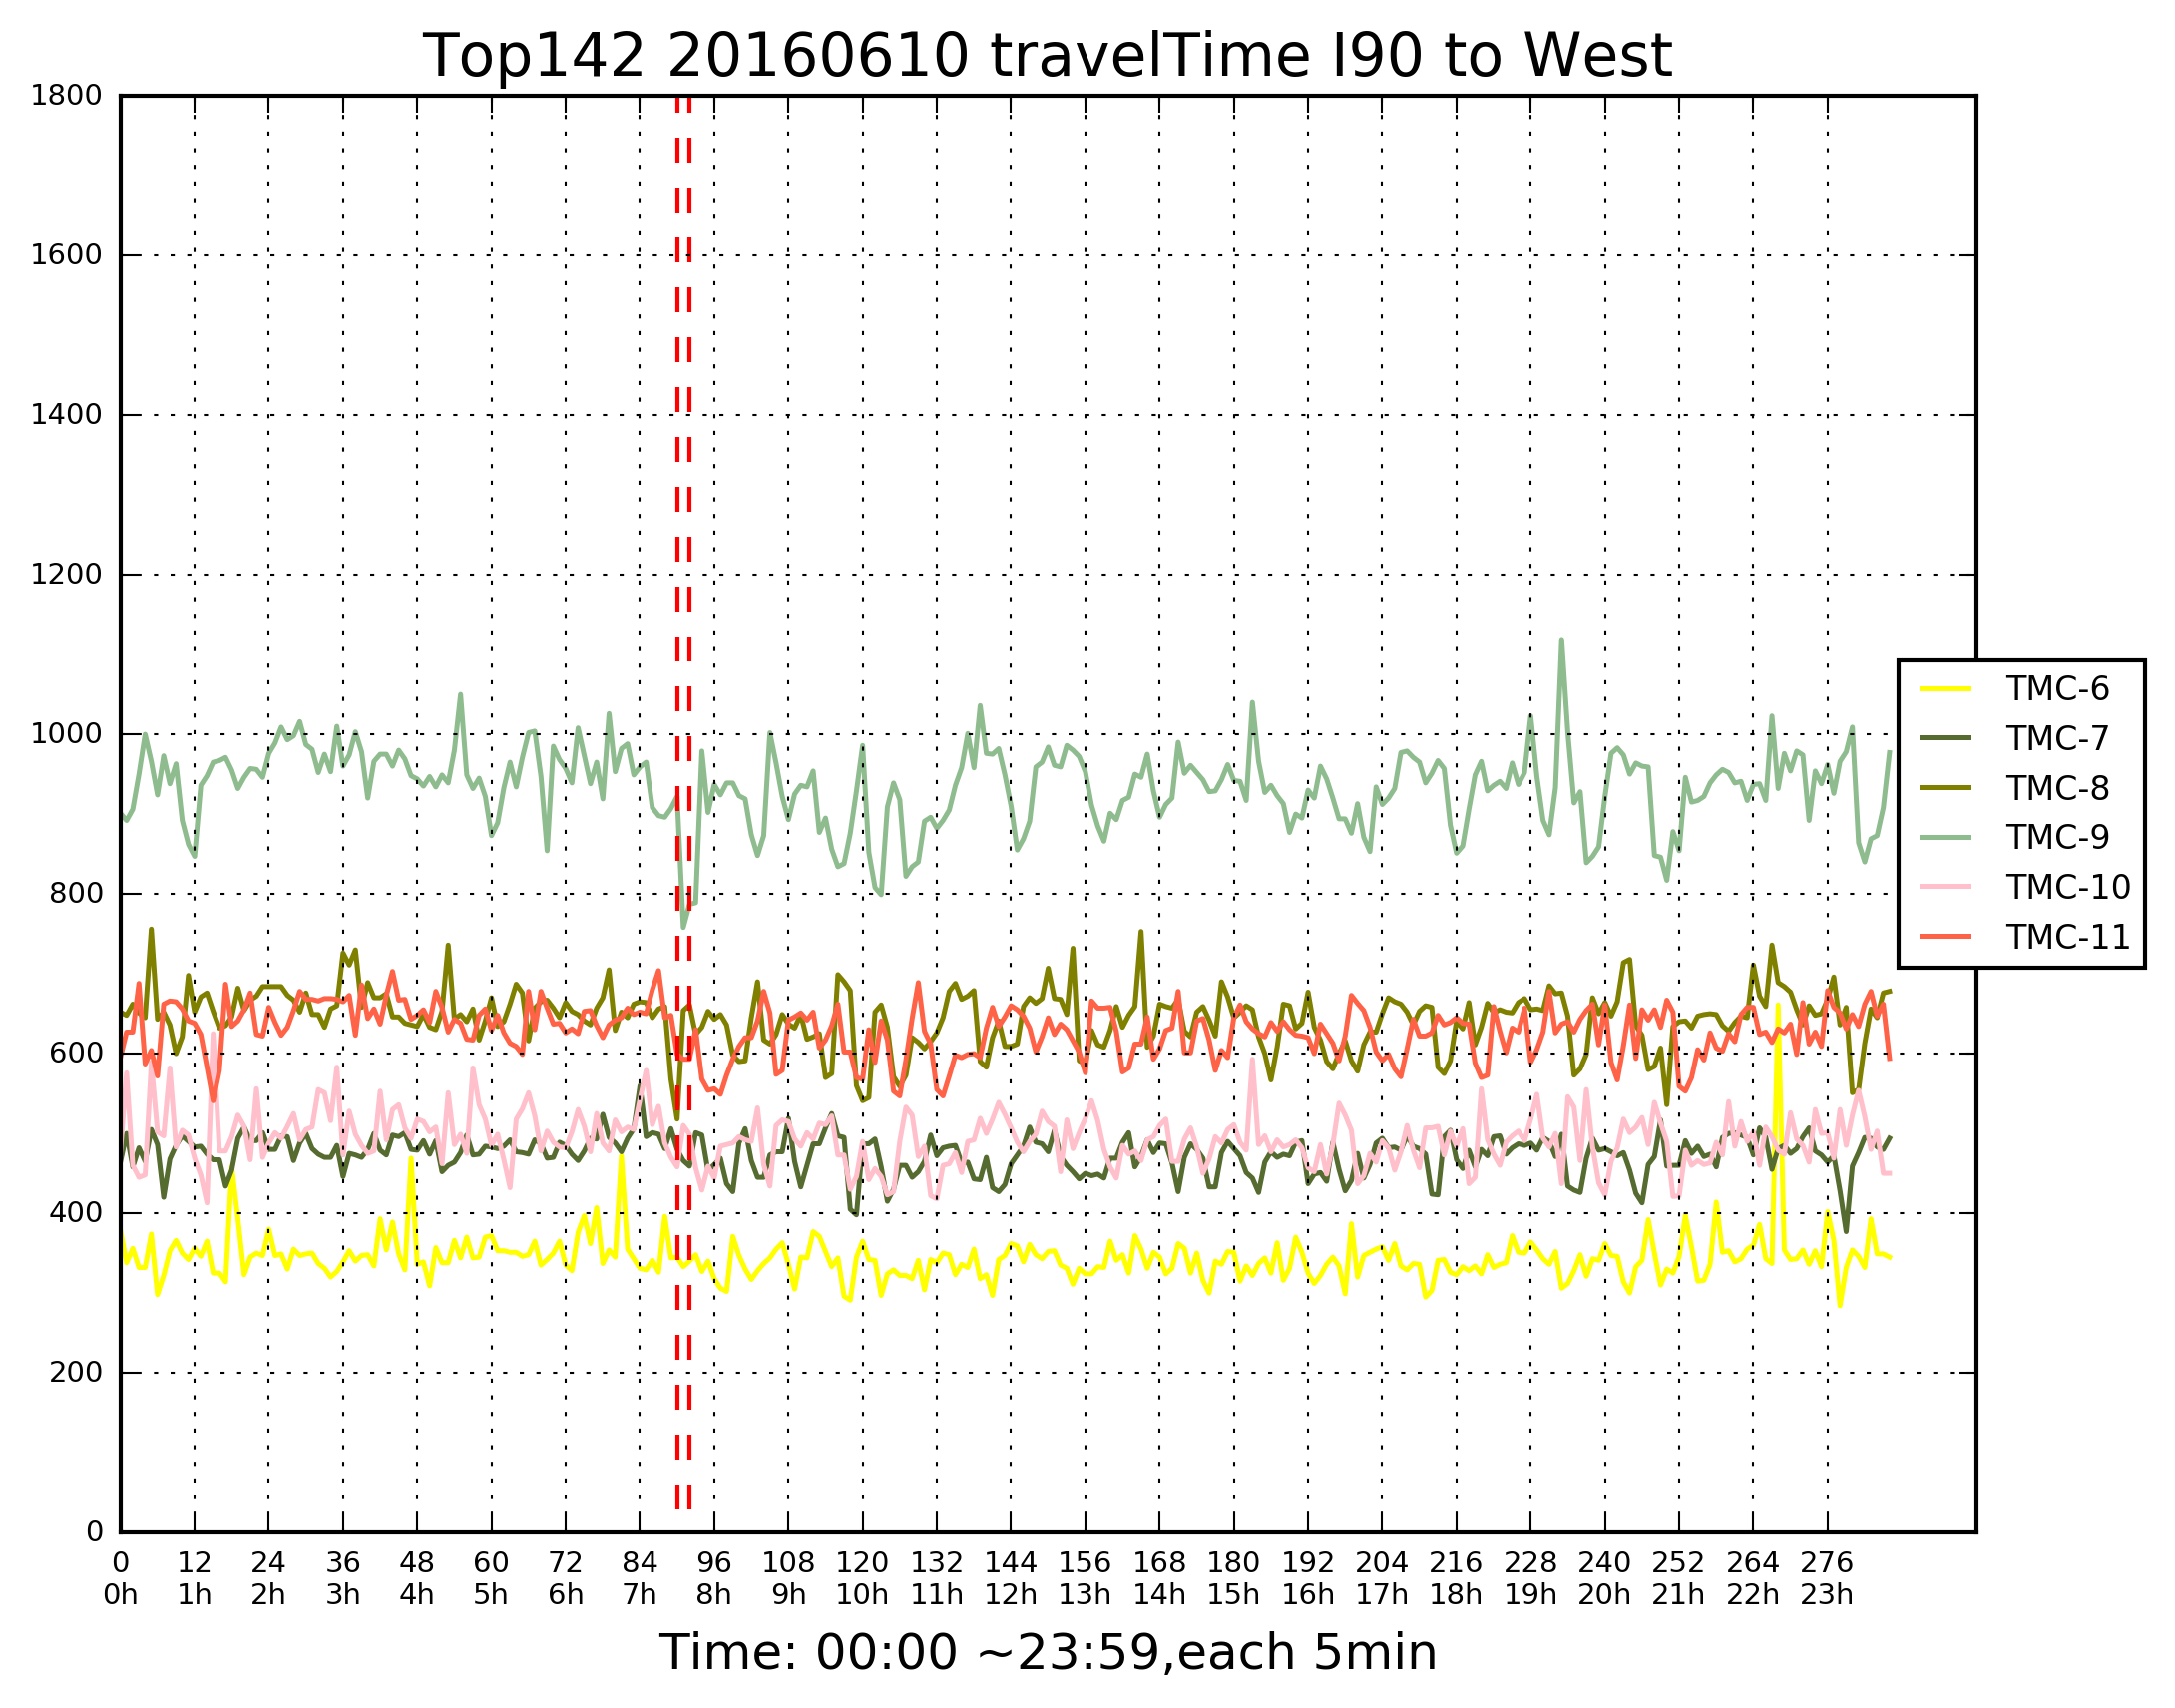 Top142 20160610 travelTime I90 to West
1800
1600
1400
1200
1000
800
600
400
200
0
TMC-6
TMC-7
TMC-8
TMC-9
TMC-10
TMC-11
0 12 24 36 48 60 72 84 96 108 120 132 144 156 168 180 192 204 216 228 240 252 264 276
0h 1h 2h 3h 4h 5h 6h 7h 8h 9h 10h 11h 12h 13h 14h 15h 16h 17h 18h 19h 20h 21h 22h 23h
Time: 00:00 ~23:59,each 5min